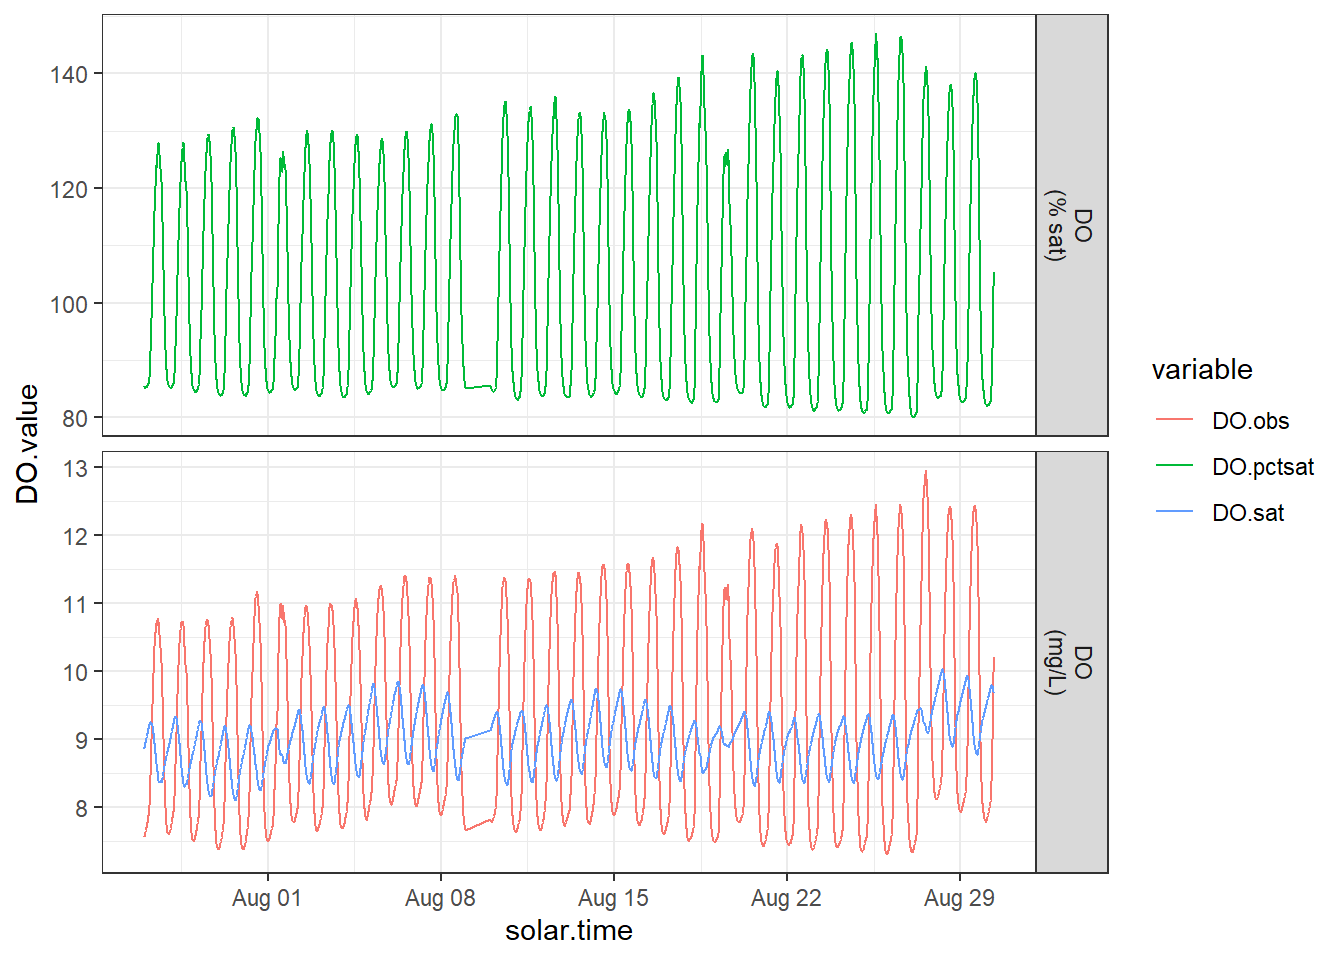 DO.value
140
120
100
80
DO
(% sat)
13
12
11
10
9
8
DO
(mg/L)
Aug 01
Aug 08
Aug 15
Aug 22
Aug 29
solar.time
variable
DO.obs
DO.pctsat
DO.sat